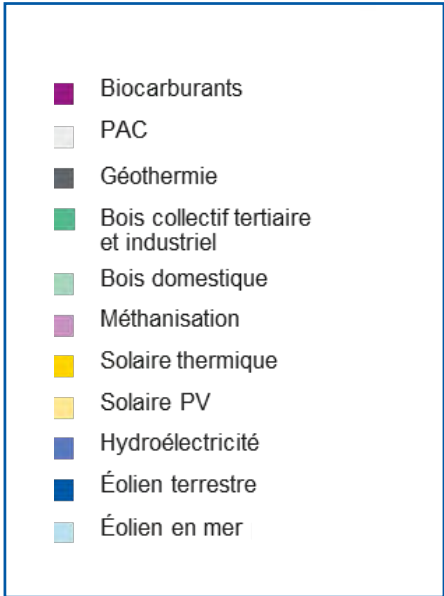 Biocarburants
PAC
Géothermie
Bois collectif tertiaire
et industriel
Bois domestique
Méthanisation
Solaire thermique
Solaire PV
Hydroélectricité
Éolien terrestre
Éolien en mer